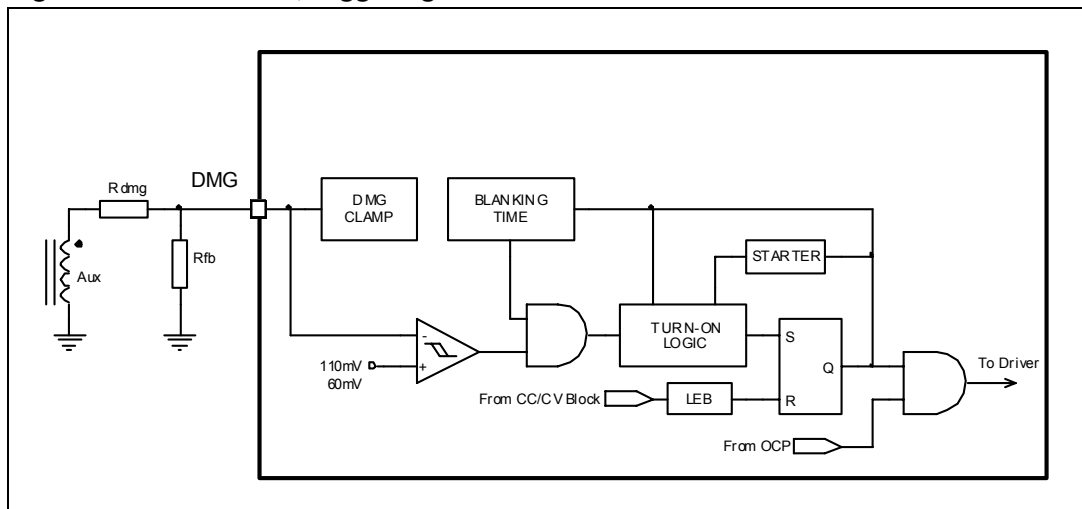 DMG
Rdmg
Rfb
Aux
DMG
CLAMP
BLANKING
TIME
STARTER
TURN-ON
LOGIC
-
+
110mV
60mV
S
Q
R
From CC/CV Block
LEB
From OCP
To Driver